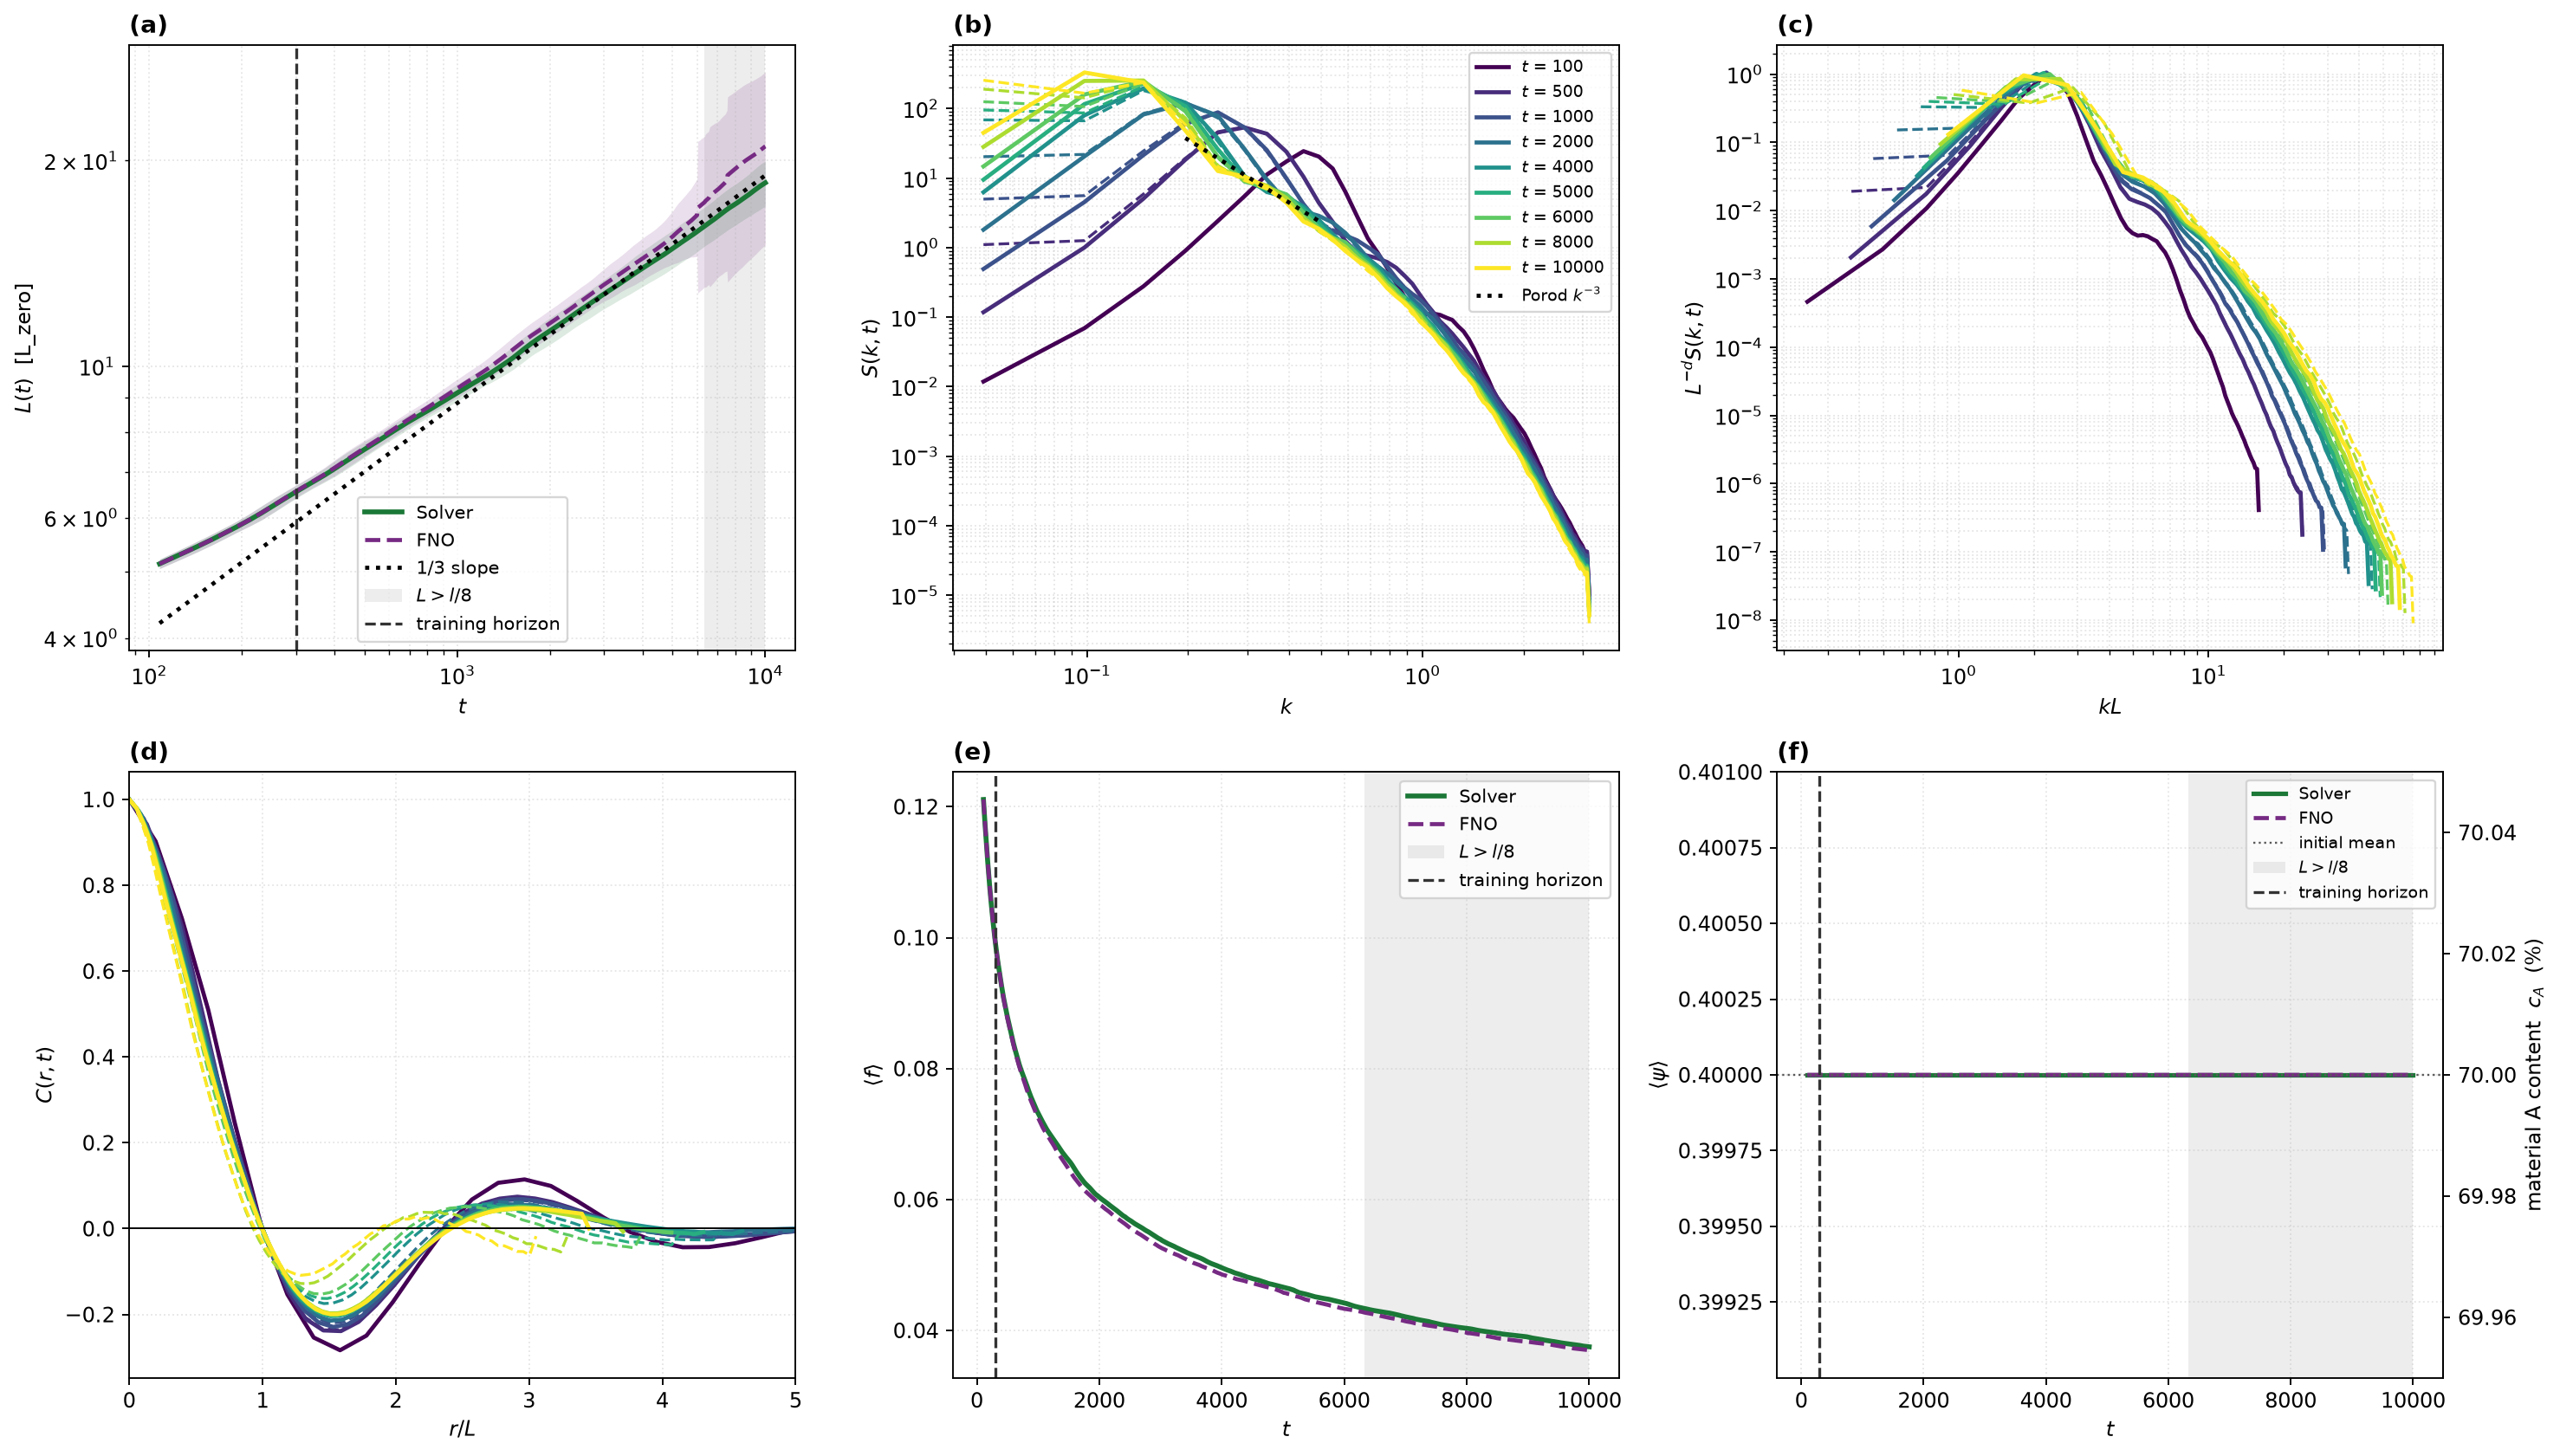 (a)
L(t) [L_zero]
2 × 10¹
10¹
6 × 10⁰
4 × 10⁰
Solver
FNO
1/3 slope
L > l/8
training horizon
10² 10³ 10⁴
t
(b)
S(k, t)
10²
10¹
10⁰
10⁻¹
10⁻²
10⁻³
10⁻⁴
10⁻⁵
t = 100
t = 500
t = 1000
t = 2000
t = 4000
t = 5000
t = 6000
t = 8000
t = 10000
Porod k⁻³
10⁻¹ 10⁰
k
(c)
L⁻ᵈS(k, t)
10⁰
10⁻¹
10⁻²
10⁻³
10⁻⁴
10⁻⁵
10⁻⁶
10⁻⁷
10⁻⁸
10⁰ 10¹
kL
(d)
C(r, t)
1.0
0.8
0.6
0.4
0.2
0.0
−0.2
0 1 2 3 4 5
r/L
(e)
⟨f⟩
0.12
0.10
0.08
0.06
0.04
Solver
FNO
L > l/8
training horizon
0 2000 4000 6000 8000 10000
t
(f)
⟨ψ⟩
0.40100
0.40075
0.40050
0.40025
0.40000
0.39975
0.39950
0.39925
Solver
FNO
initial mean
L > l/8
training horizon
70.04
70.02
70.00
69.98
69.96
material A content c_A (%)
0 2000 4000 6000 8000 10000
t